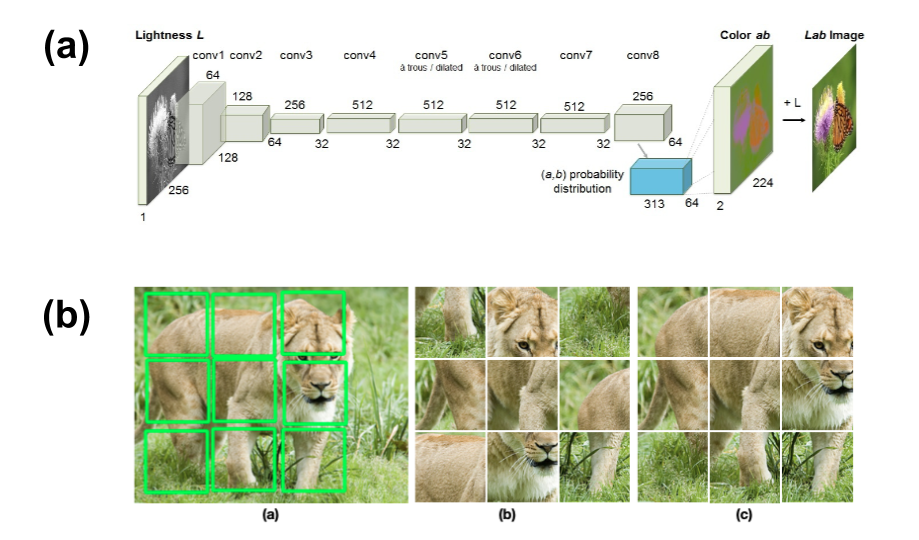 (a)
Lightness L
Color ab
Lab Image
conv1 conv2 conv3 conv4 conv5 conv6 conv7 conv8
à trous / dilated à trous / dilated
64
128
256
512
512
512
512
256
+ L
128
64
32
32
32
32
32
64
256
(a,b) probability
distribution
224
313
64
2
1
(b)
(a)
(b)
(c)